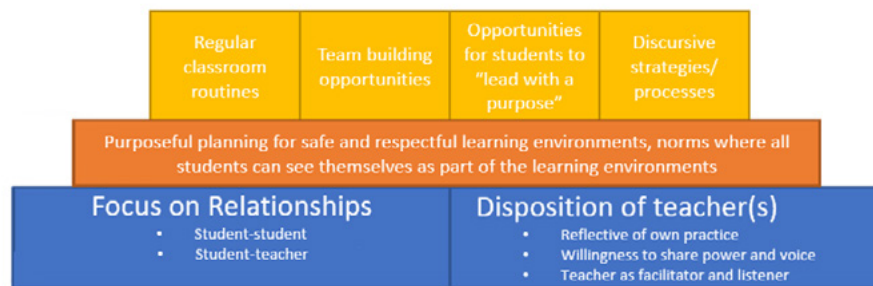 Regular
classroom
routines
Team building
opportunities
Opportunities
for students to
"lead with a
purpose"
Discursive
strategies/
processes
Purposeful planning for safe and respectful learning environments, norms where all
students can see themselves as part of the learning environments
Focus on Relationships
• Student-student
• Student-teacher
Disposition of teacher(s)
• Reflective of own practice
• Willingness to share power and voice
• Teacher as facilitator and listener